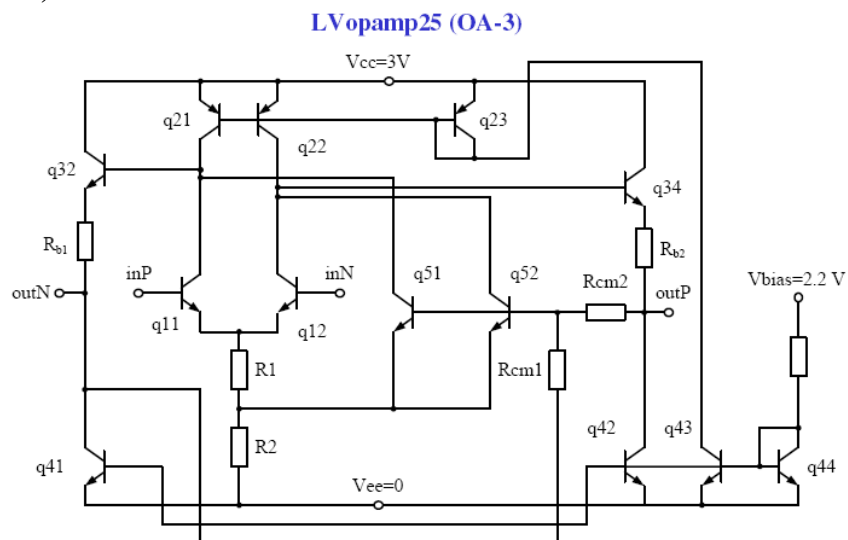 LVopamp25 (OA-3)
Vcc=3V
q21
q22
q23
q32
q34
Rb1
Rb2
inP
inN
q51
q52
Rcm2
outP
Vbias=2.2 V
outN
q11
q12
R1
Rcm1
R2
q42
q43
q41
q44
Vee=0